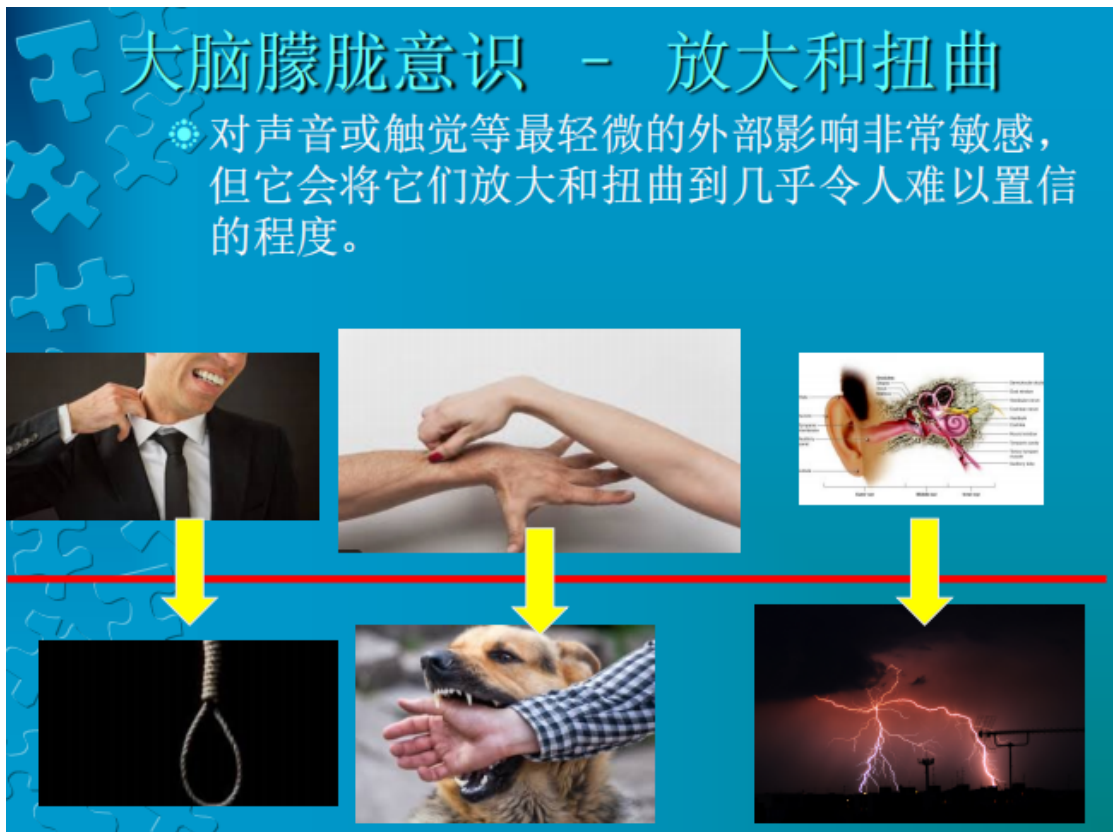 大脑朦胧意识 - 放大和扭曲
对声音或触觉等最轻微的外部影响非常敏感，
但它会将它们放大和扭曲到几乎令人难以置信
的程度。